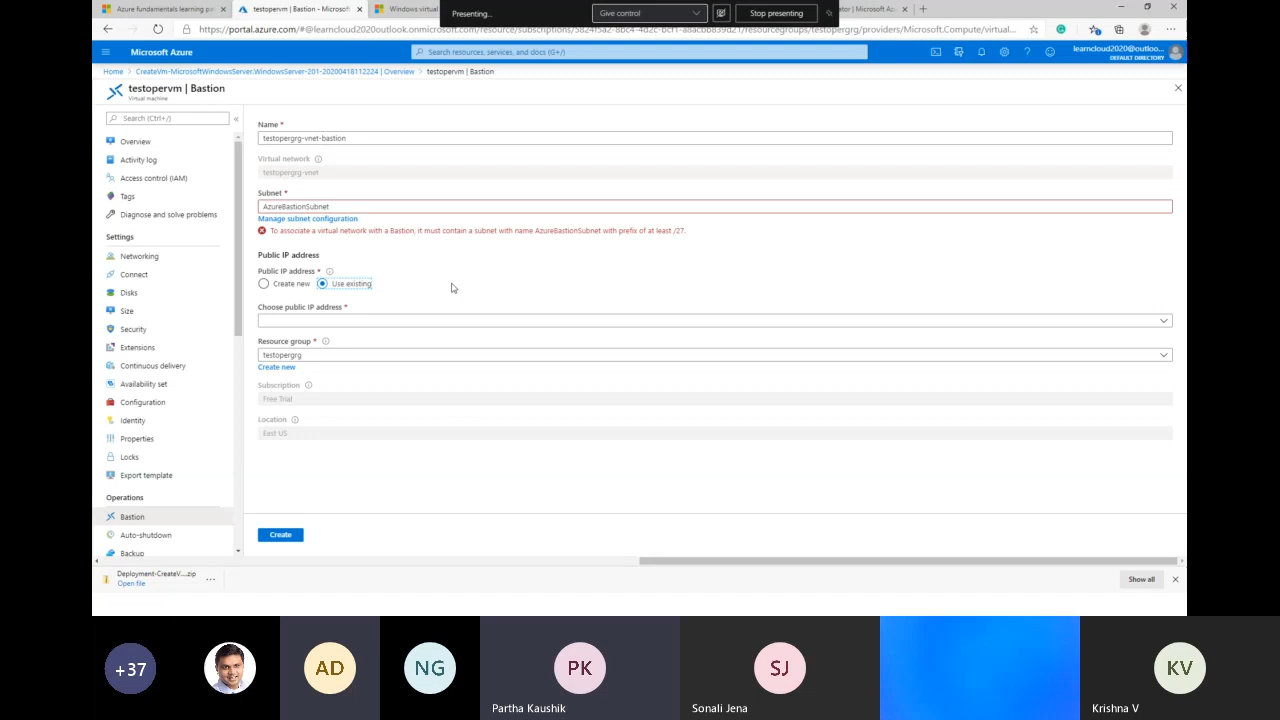 Azure fundamentals learning pat
testopervm | Bastion - Microsoft
Windows virtual
Presenting...
Give control
Stop presenting
ator | Microsoft A
Microsoft Azure
Search resources, services, and docs (G+/)
learncloud2020@outloo...
DEFAULT DIRECTORY
Home > CreateVm-MicrosoftWindowsServer.WindowsServer-201-20200418112224 | Overview > testopervm | Bastion
testopervm | Bastion
Virtual machine
Search (Ctrl+/)
Overview
Activity log
Access control (IAM)
Tags
Diagnose and solve problems
Settings
Networking
Connect
Disks
Size
Security
Extensions
Continuous delivery
Availability set
Configuration
Identity
Properties
Locks
Export template
Operations
Bastion
Auto-shutdown
Backup
Name *
testopergrg-vnet-bastion
Virtual network
testopergrg-vnet
Subnet *
AzureBastionSubnet
Manage subnet configuration
To associate a virtual network with a Bastion, it must contain a subnet with name AzureBastionSubnet with prefix of at least /27.
Public IP address
Public IP address *
Create new
Use existing
Choose public IP address *
Resource group *
testopergrg
Create new
Subscription
Free Trial
Location
East US
Create
Deployment-CreateV....zip
Open file
Show all
+37
AD
NG
PK
SJ
KV
Partha Kaushik
Sonali Jena
Krishna V